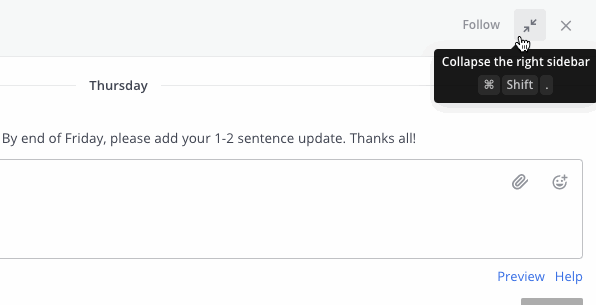 Follow
Collapse the right sidebar
⌘ Shift .
Thursday
By end of Friday, please add your 1-2 sentence update. Thanks all!
Preview Help